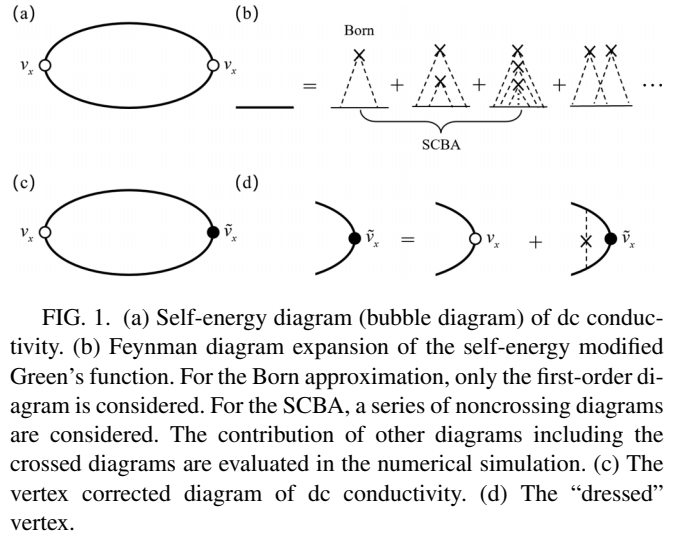 (a)
(b)
v_x
v_x
Born
=
+
+
+
...
SCBA
(c)
(d)
v_x
ṽ_x
ṽ_x
=
v_x
+
ṽ_x
FIG. 1. (a) Self-energy diagram (bubble diagram) of dc conduc-
tivity. (b) Feynman diagram expansion of the self-energy modified
Green’s function. For the Born approximation, only the first-order di-
agram is considered. For the SCBA, a series of noncrossing diagrams
are considered. The contribution of other diagrams including the
crossed diagrams are evaluated in the numerical simulation. (c) The
vertex corrected diagram of dc conductivity. (d) The “dressed”
vertex.